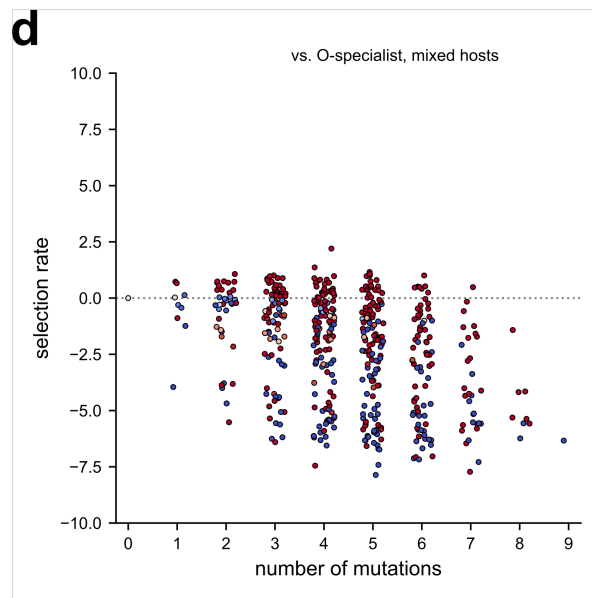 d
vs. O-specialist, mixed hosts
10.0
7.5
5.0
2.5
0.0
−2.5
−5.0
−7.5
−10.0
selection rate
0 1 2 3 4 5 6 7 8 9
number of mutations